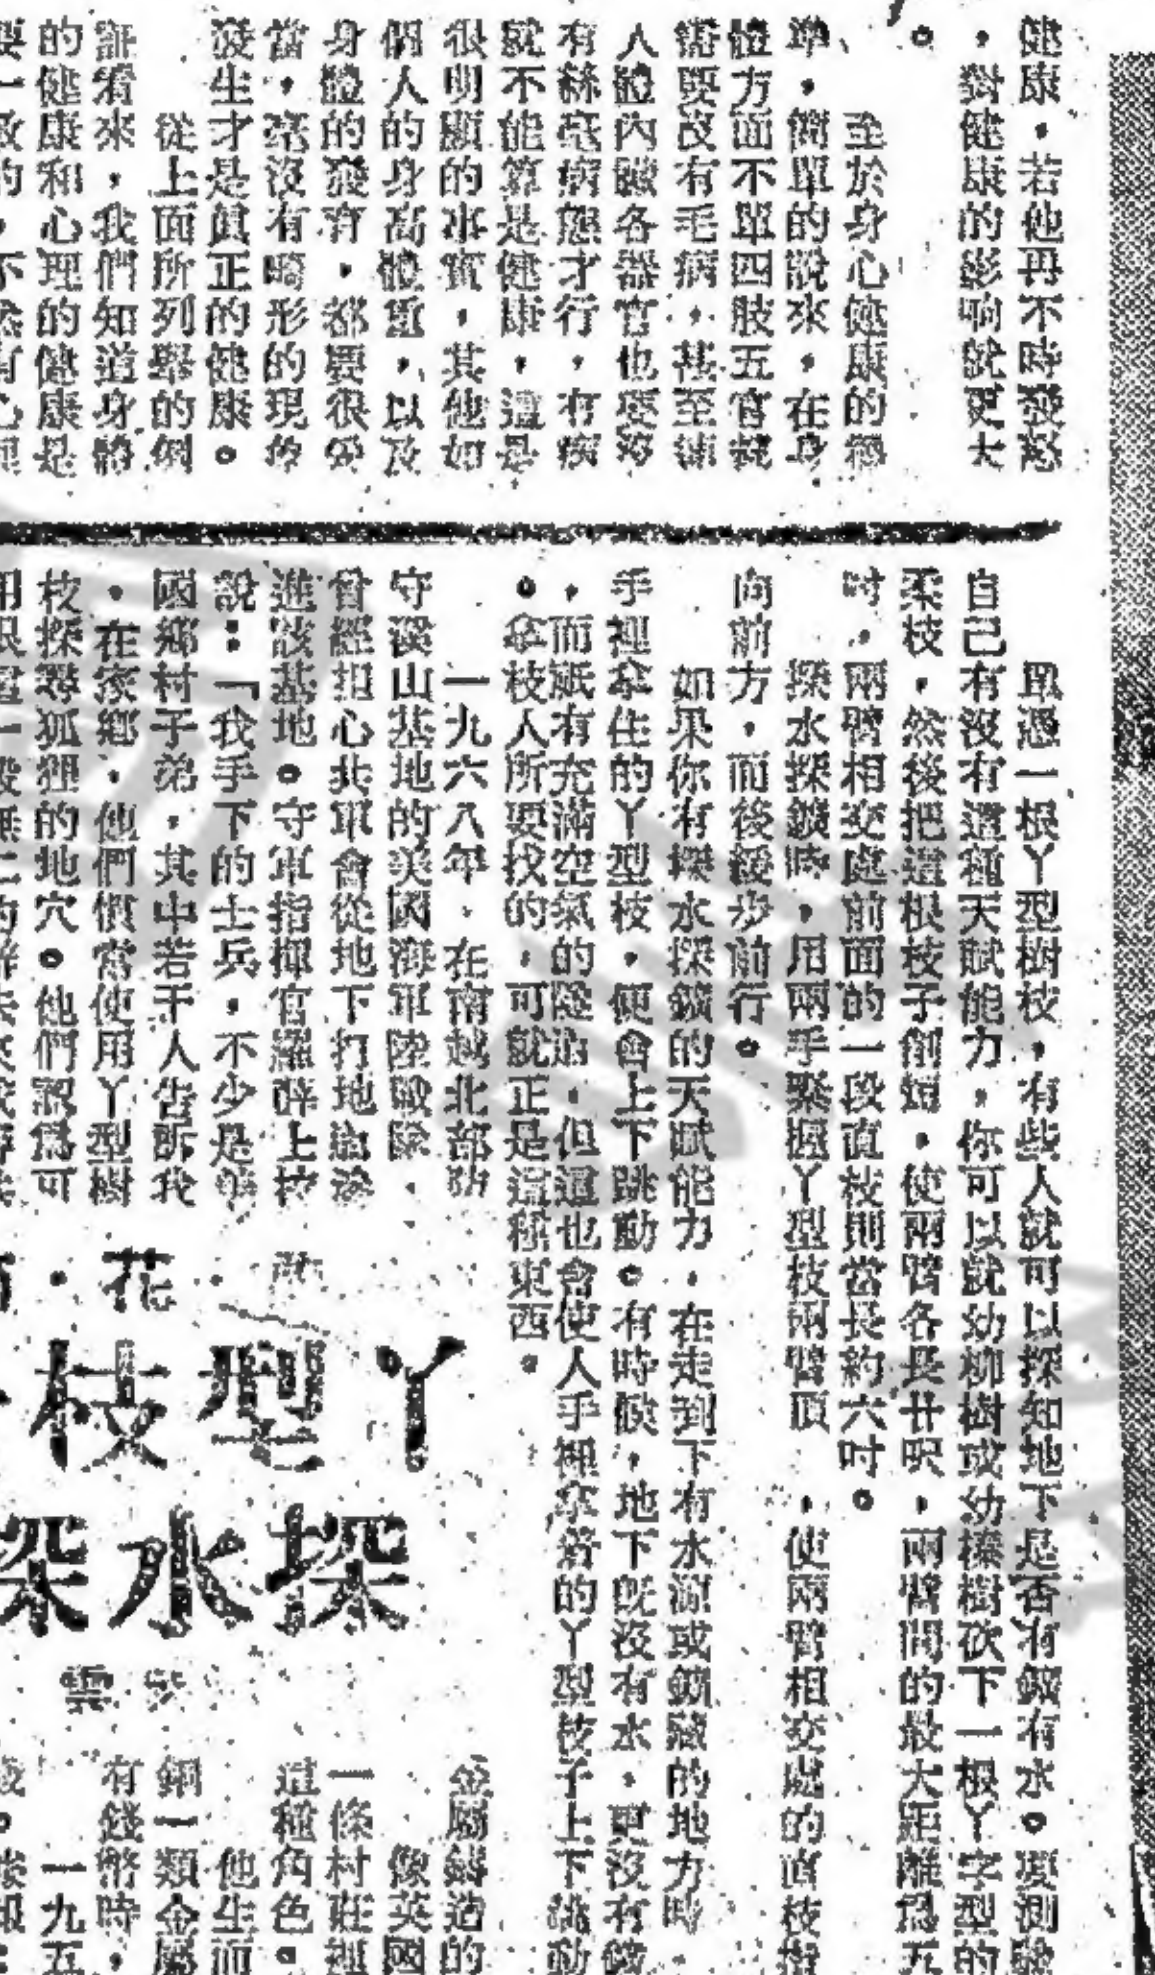 健康，若他再不時發怒
，對健康的影响就更大
。
至於身心健康的標
準，簡單的說來，在身
體方面不單四肢五官說
需要沒有毛病，甚至連
人體內臟各器官也要沒
有絲毫病態才行，有病
就不能算是健康，這是
很明顯的事實，其他如
個人的身高體重，以及
身體的發育，都要很
當，毫沒有畸形的現象
發生才是真正的健康。
從上面所列舉的例
看來，我們知道身體
的健康和心理的健康是
單憑一根丫型樹枝，有些人就可以探知地下是否有鑛有水。要測驗
自己有沒有這種天賦能力，你可以就幼柳樹或幼榛樹砍下一根丫字型的
柔枝，然後把這根枝子削短，使兩臂各長廿呎，兩臂間的最大距離為五
吋，兩臂相交處前面的一段直枝則當長約六吋。
探水探鑛時，用兩手緊握丫型枝兩臂頂，使兩臂相交處的直枝指
向前方，而後緩步前行。
如果你有探水探鑛的天賦能力，在走到下有水源或鑛藏的地方時，
手裡拿住的丫型枝，便會上下跳動。有時候，地下既沒有水，更沒有鑛
，而祇有充滿空氣的隧道，但這也會使人手裡拿着的丫型枝子上下跳動
。拿枝人所要找的，可就正是這種東西。
一九六八年，在南越北部防
守溪山基地的美國海軍陸戰隊，
曾經担心共軍會從地下打地道滲
進該基地。守軍指揮官羅辭上校
說：「我手下的士兵，不少是美
國鄉村子弟，其中若干人告訴我
，在家鄉，他們慣常使用丫型樹
枝探尋狐狸的地穴。他們認為可
花·
丫型枝
探水探
雲
金屬鑄造的
像英國
一條村莊裡
這種角色。
他生而
銅一類金屬
有錢幣時，
一九五